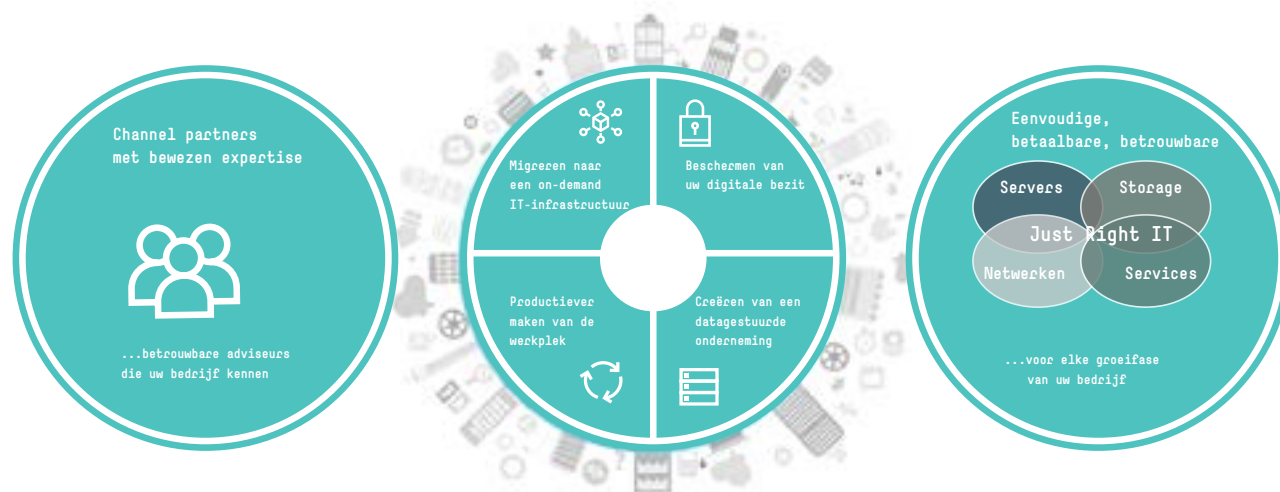 Channel partners
met bewezen expertise
...betrouwbare adviseurs
die uw bedrijf kennen
Migreren naar
een on-demand
IT-infrastructuur
Beschermen van
uw digitale bezit
Productiever
maken van de
werkplek
Creëren van een
datagestuurde
onderneming
Eenvoudige,
betaalbare, betrouwbare
Servers
Storage
Just Right IT
Netwerken
Services
...voor elke groeifase
van uw bedrijf